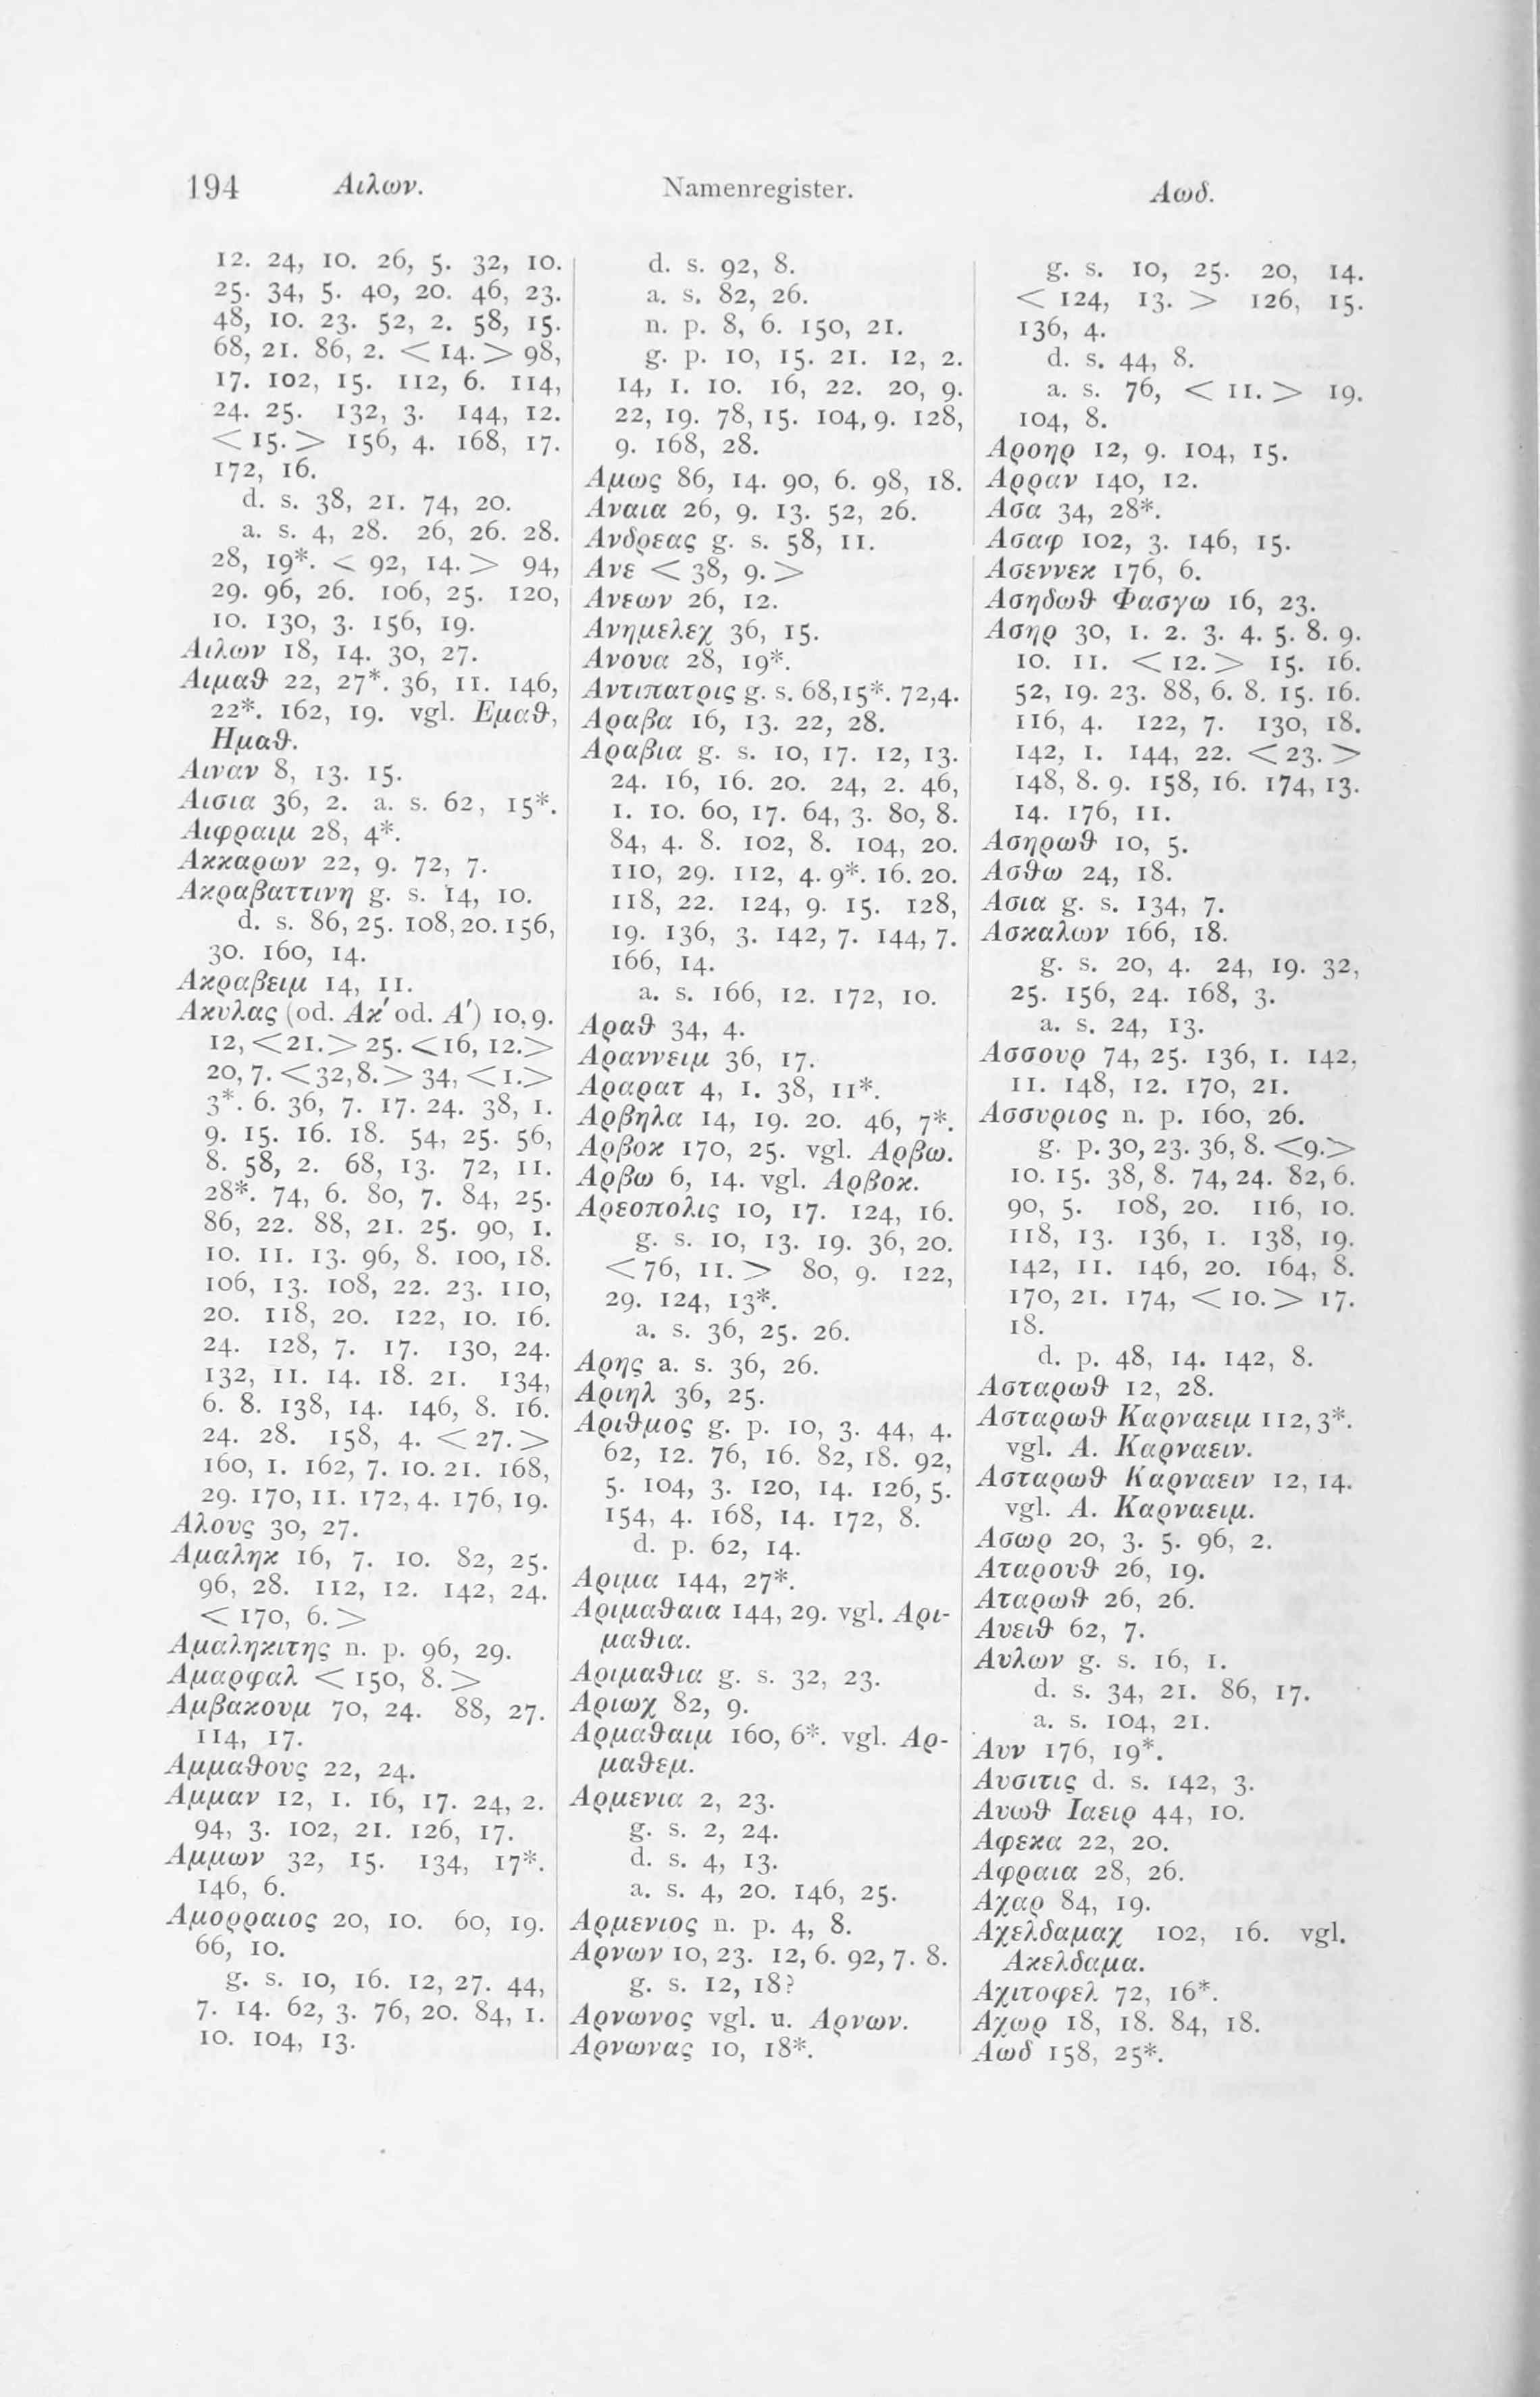 194 Αιλων. Namenregister. Αωδ.
12. 24, 10. 26, 5. 32, 10.
25. 34, 5. 40, 20. 46, 23.
48, 10. 23. 52, 2. 58, 15.
68, 21. 86, 2. < 14. > 98,
17. 102, 15. 112, 6. 114,
24. 25. 132, 3. 144, 12.
< 15. > 156, 4. 168, 17.
172, 16.
d. s. 38, 21. 74, 20.
a. s. 4, 28. 26, 26. 28.
28, 19*. < 92, 14. > 94,
29. 96, 26. 106, 25. 120,
10. 130, 3. 156, 19.
Αιλων 18, 14. 30, 27.
Αιμαϑ 22, 27*. 36, 11. 146,
22*. 162, 19. vgl. Εμαϑ,
Ημαϑ.
Αιναν 8, 13. 15.
Αισια 36, 2. a. s. 62, 15*.
Αιφραιμ 28, 4*.
Ακκαρων 22, 9. 72, 7.
Ακραβαττινη g. s. 14, 10.
d. s. 86, 25. 108, 20. 156,
30. 160, 14.
Ακραβειμ 14, 11.
Ακυλας (od. Ακ′ od. Α′) 10, 9.
12, <21.> 25. <16, 12.>
20, 7. <32, 8.> 34, <1.>
3*. 6. 36, 7. 17. 24. 38, 1.
9. 15. 16. 18. 54, 25. 56,
8. 58, 2. 68, 13. 72, 11.
28*. 74, 6. 80, 7. 84, 25.
86, 22. 88, 21. 25. 90, 1.
10. 11. 13. 96, 8. 100, 18.
106, 13. 108, 22. 23. 110,
20. 118, 20. 122, 10. 16.
24. 128, 7. 17. 130, 24.
132, 11. 14. 18. 21. 134,
6. 8. 138, 14. 146, 8. 16.
24. 28. 158, 4. < 27. >
160, 1. 162, 7. 10. 21. 168,
29. 170, 11. 172, 4. 176, 19.
Αλους 30, 27.
Αμαληκ 16, 7. 10. 82, 25.
96, 28. 112, 12. 142, 24.
< 170, 6. >
Αμαληκιτης n. p. 96, 29.
Αμαρφαλ < 150, 8. >
Αμβακουμ 70, 24. 88, 27.
114, 17.
Αμμαϑους 22, 24.
Αμμαν 12, 1. 16, 17. 24, 2.
94, 3. 102, 21. 126, 17.
Αμμων 32, 15. 134, 17*.
146, 6.
Αμορραιος 20, 10. 60, 19.
66, 10.
g. s. 10, 16. 12, 27. 44,
7. 14. 62, 3. 76, 20. 84, 1.
10. 104, 13.
d. s. 92, 8.
a. s. 82, 26.
n. p. 8, 6. 150, 21.
g. p. 10, 15. 21. 12, 2.
14, 1. 10. 16, 22. 20, 9.
22, 19. 78, 15. 104, 9. 128,
9. 168, 28.
Αμως 86, 14. 90, 6. 98, 18.
Αναια 26, 9. 13. 52, 26.
Ανδρεας g. s. 58, 11.
Ανε < 38, 9. >
Ανεων 26, 12.
Ανημελεχ 36, 15.
Ανουα 28, 19*.
Αντιπατρις g. s. 68, 15*. 72, 4.
Αραβα 16, 13. 22, 28.
Αραβια g. s. 10, 17. 12, 13.
24. 16, 16. 20. 24, 2. 46,
1. 10. 60, 17. 64, 3. 80, 8.
84, 4. 8. 102, 8. 104, 20.
110, 29. 112, 4. 9*. 16. 20.
118, 22. 124, 9. 15. 128,
19. 136, 3. 142, 7. 144, 7.
166, 14.
a. s. 166, 12. 172, 10.
Αραϑ 34, 4.
Αραννειμ 36, 17.
Αραρατ 4, 1. 38, 11*.
Αρβηλα 14, 19. 20. 46, 7*.
Αρβοκ 170, 25. vgl. Αρβω.
Αρβω 6, 14. vgl. Αρβοκ.
Αρεοπολις 10, 17. 124, 16.
g. s. 10, 13. 19. 36, 20.
< 76, 11. > 80, 9. 122,
29. 124, 13*.
a. s. 36, 25. 26.
Αρης a. s. 36, 26.
Αριηλ 36, 25.
Αριϑμος g. p. 10, 3. 44, 4.
62, 12. 76, 16. 82, 18. 92,
5. 104, 3. 120, 14. 126, 5.
154, 4. 168, 14. 172, 8.
d. p. 62, 14.
Αριμα 144, 27*.
Αριμαϑαια 144, 29. vgl. Αρι-
μαϑια.
Αριμαϑια g. s. 32, 23.
Αριωχ 82, 9.
Αρμαϑαιμ 160, 6*. vgl. Αρ-
μαϑεμ.
Αρμενια 2, 23.
g. s. 2, 24.
d. s. 4, 13.
a. s. 4, 20. 146, 25.
Αρμενιος n. p. 4, 8.
Αρνων 10, 23. 12, 6. 92, 7. 8.
g. s. 12, 18?
Αρνωνος vgl. u. Αρνων.
Αρνωνας 10, 18*.
g. s. 10, 25. 20, 14.
< 124, 13. > 126, 15.
136, 4.
d. s. 44, 8.
a. s. 76, < 11. > 19.
104, 8.
Αροηρ 12, 9. 104, 15.
Αρραν 140, 12.
Ασα 34, 28*.
Ασαφ 102, 3. 146, 15.
Ασεννεκ 176, 6.
Ασηδωϑ Φασγω 16, 23.
Ασηρ 30, 1. 2. 3. 4. 5. 8. 9.
10. 11. < 12. > 15. 16.
52, 19. 23. 88, 6. 8. 15. 16.
116, 4. 122, 7. 130, 18.
142, 1. 144, 22. < 23. >
148, 8. 9. 158, 16. 174, 13.
14. 176, 11.
Ασηρωϑ 10, 5.
Ασϑω 24, 18.
Ασια g. s. 134, 7.
Ασκαλων 166, 18.
g. s. 20, 4. 24, 19. 32,
25. 156, 24. 168, 3.
a. s. 24, 13.
Ασσουρ 74, 25. 136, 1. 142,
11. 148, 12. 170, 21.
Ασσυριος n. p. 160, 26.
g. p. 30, 23. 36, 8. <9.>
10. 15. 38, 8. 74, 24. 82, 6.
90, 5. 108, 20. 116, 10.
118, 13. 136, 1. 138, 19.
142, 11. 146, 20. 164, 8.
170, 21. 174, < 10. > 17.
18.
d. p. 48, 14. 142, 8.
Ασταρωϑ 12, 28.
Ασταρωϑ Καρναειμ 112, 3*.
vgl. Α. Καρναειν.
Ασταρωϑ Καρναειν 12, 14.
vgl. Α. Καρναειμ.
Ασωρ 20, 3. 5. 96, 2.
Αταρουϑ 26, 19.
Αταρωϑ 26, 26.
Αυειϑ 62, 7.
Αυλων g. s. 16, 1.
d. s. 34, 21. 86, 17.
a. s. 104, 21.
Αυν 176, 19*.
Αυσιτις d. s. 142, 3.
Αυωϑ Ιαειρ 44, 10.
Αφεκα 22, 20.
Αφραια 28, 26.
Αχαρ 84, 19.
Αχελδαμαχ 102, 16. vgl.
Ακελδαμα.
Αχιτοφελ 72, 16*.
Αχωρ 18, 18. 84, 18.
Αωδ 158, 25*.